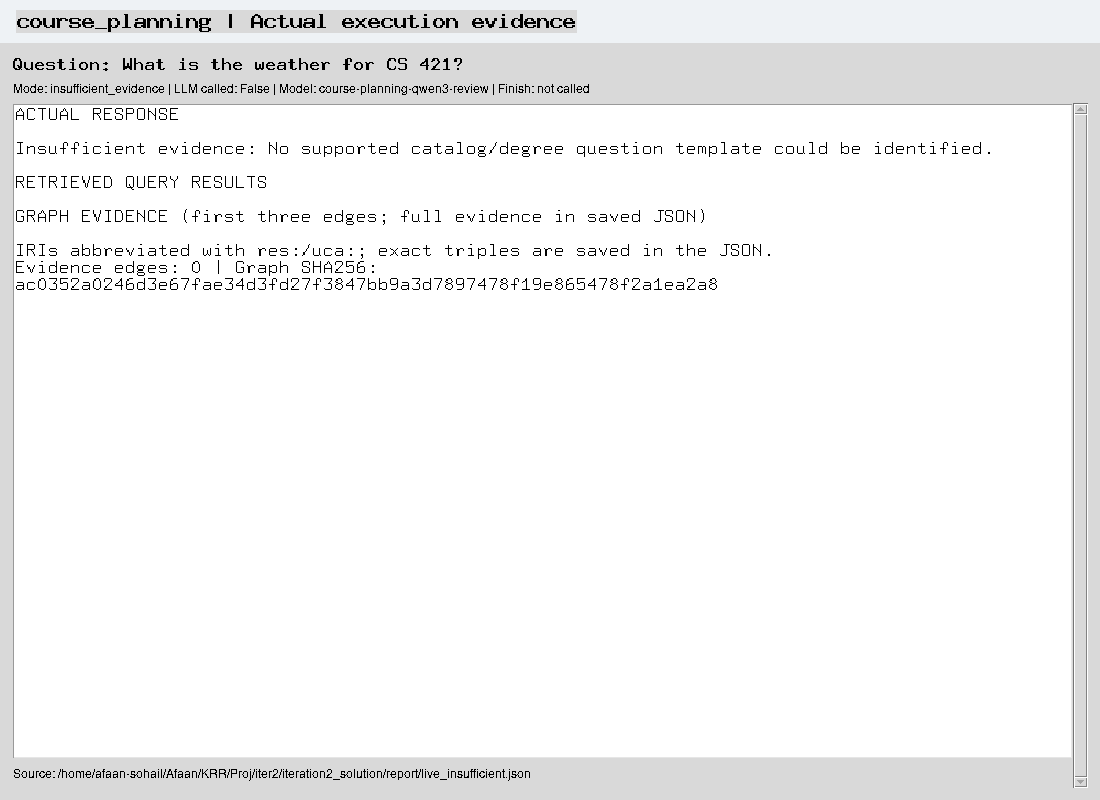 course_planning | Actual execution evidence
Question: What is the weather for CS 421?
Mode: insufficient_evidence | LLM called: False | Model: course-planning-qwen3-review | Finish: not called
ACTUAL RESPONSE
Insufficient evidence: No supported catalog/degree question template could be identified.
RETRIEVED QUERY RESULTS
GRAPH EVIDENCE (first three edges; full evidence in saved JSON)
IRIs abbreviated with res:/uca:; exact triples are saved in the JSON.
Evidence edges: 0 | Graph SHA256:
ac0352a0246d3e67fae34d3fd27f3847bb9a3d7897478f19e865478f2a1ea2a8
Source: /home/afaan-sohail/Afaan/KRR/Proj/iter2/iteration2_solution/report/live_insufficient.json